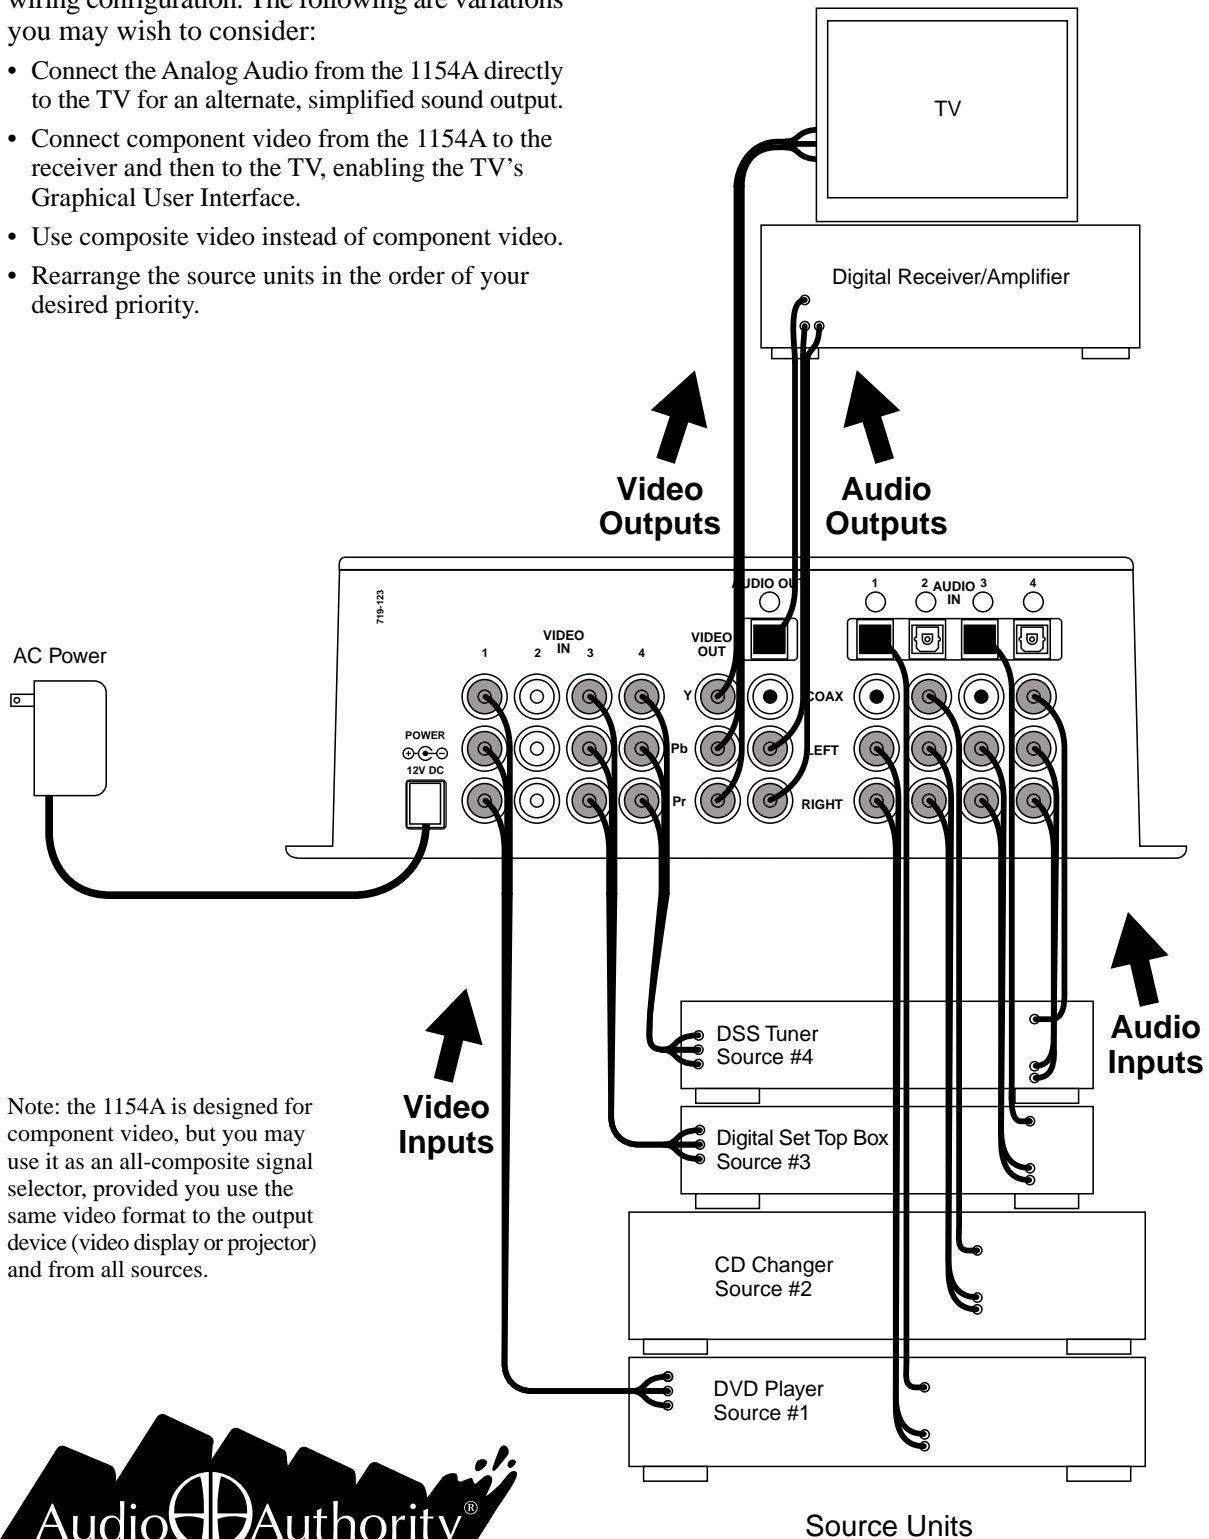 wiring configuration. The following are variations
you may wish to consider:
• Connect the Analog Audio from the 1154A directly
to the TV for an alternate, simplified sound output.
• Connect component video from the 1154A to the
receiver and then to the TV, enabling the TV's
Graphical User Interface.
• Use composite video instead of component video.
• Rearrange the source units in the order of your
desired priority.
TV
Digital Receiver/Amplifier
Video
Outputs
Audio
Outputs
719-123
AUDIO OUT
1 2 AUDIO IN 3 4
VIDEO
IN
1 2 3 4
VIDEO
OUT
AC Power
Y
COAX
POWER
12V DC
Pb
LEFT
Pr
RIGHT
Audio
Inputs
Video
Inputs
DSS Tuner
Source #4
Digital Set Top Box
Source #3
CD Changer
Source #2
DVD Player
Source #1
Note: the 1154A is designed for
component video, but you may
use it as an all-composite signal
selector, provided you use the
same video format to the output
device (video display or projector)
and from all sources.
Audio Authority®
Source Units